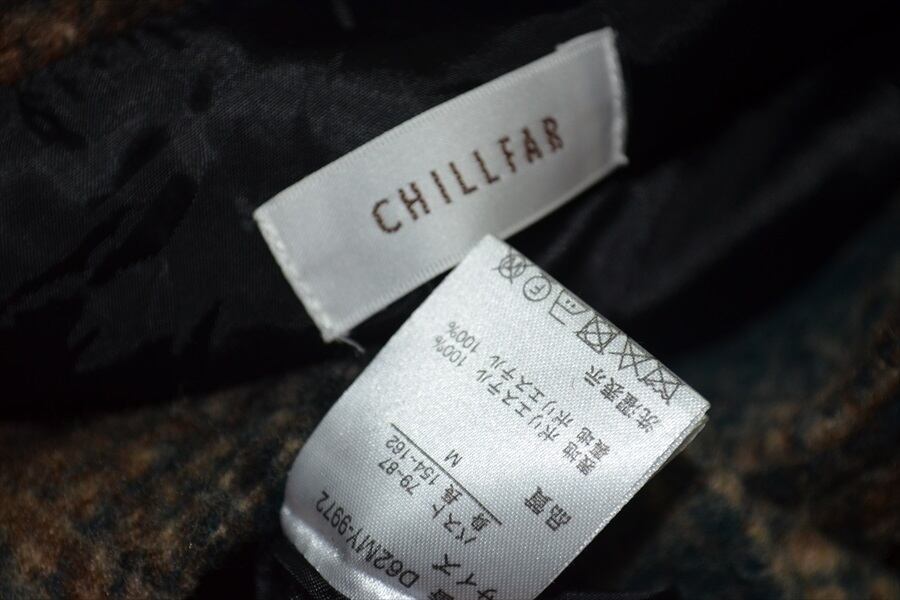 CHILLFAR
D62MY-9972
サイズ
バスト 79~87
身長 154~162
M
品質
表地 ポリエステル 100%
裏地 ポリエステル 100%
洗濯表示